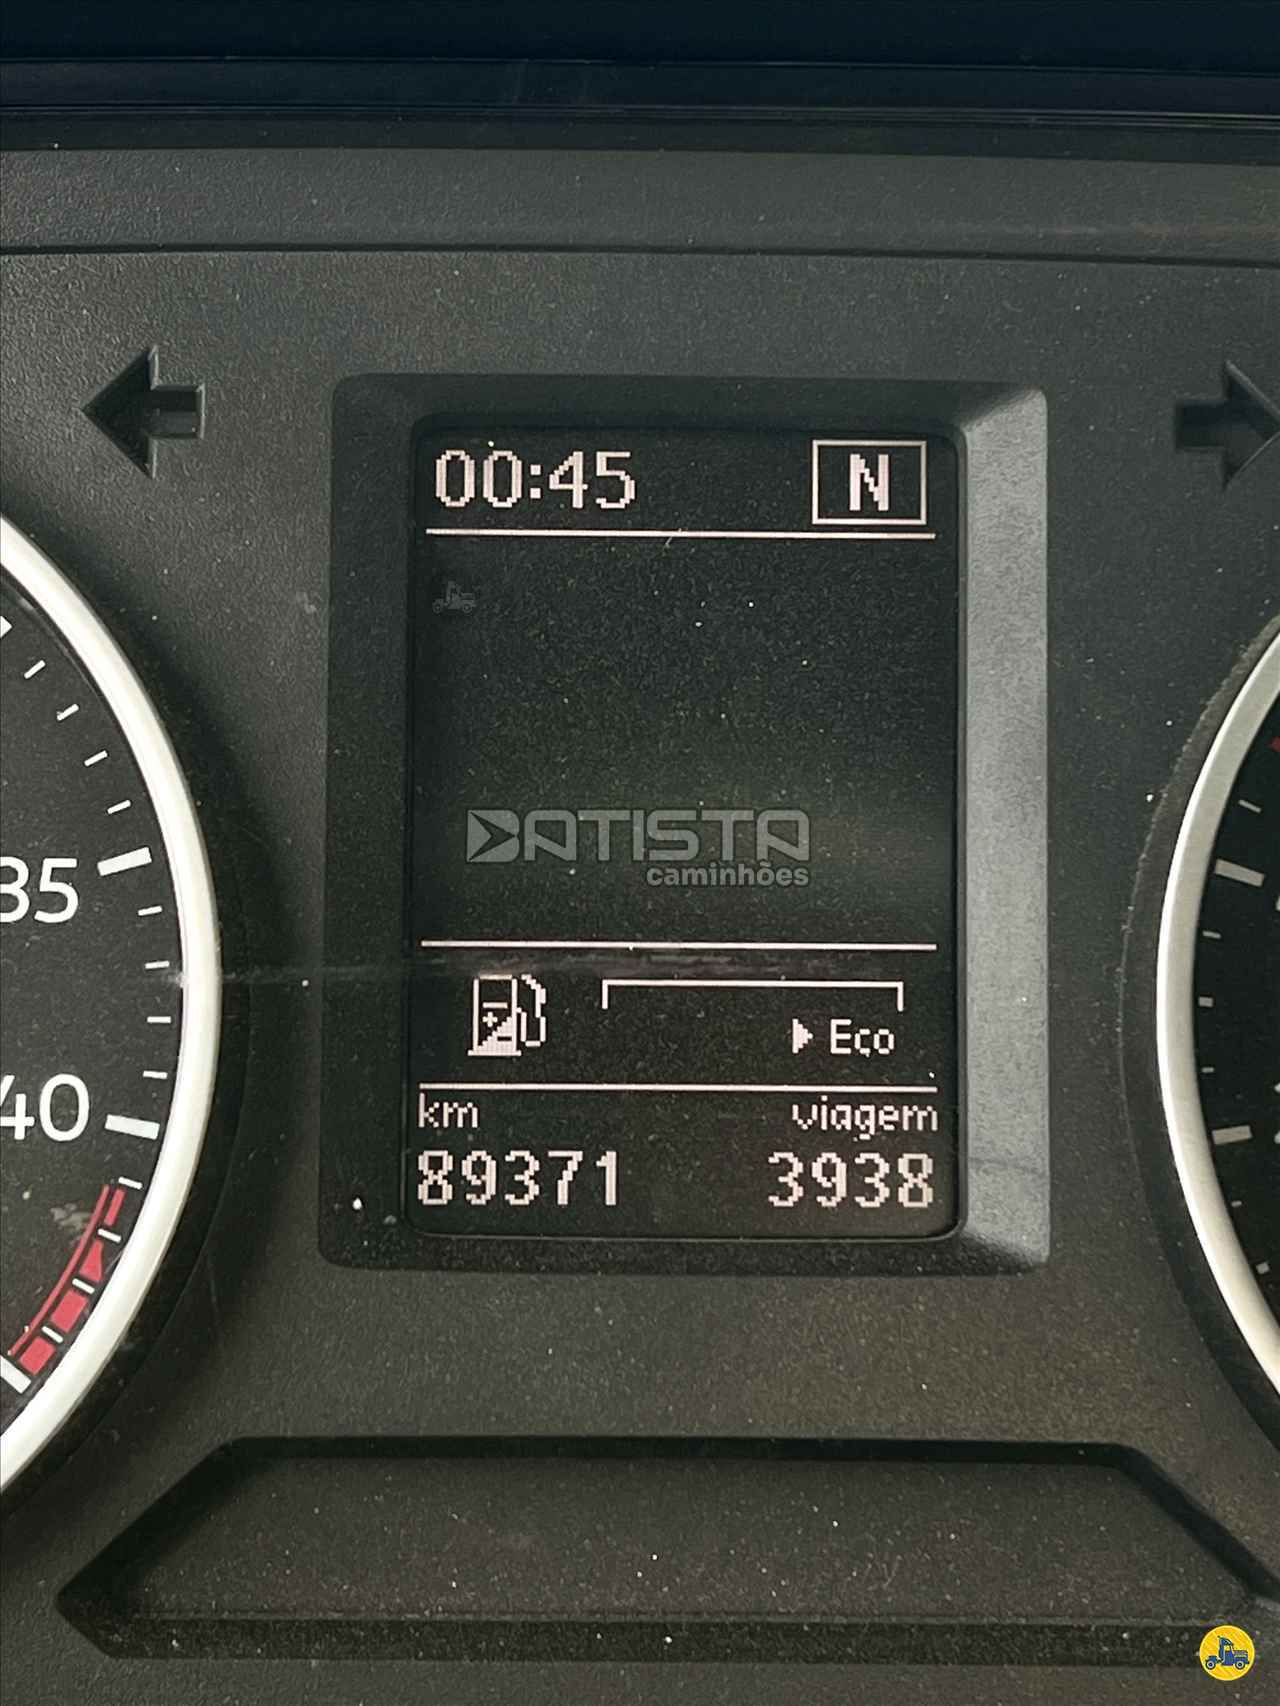 00:45 N
BATISTA
caminhões
35
Eco
40
km viagem
89371 3938